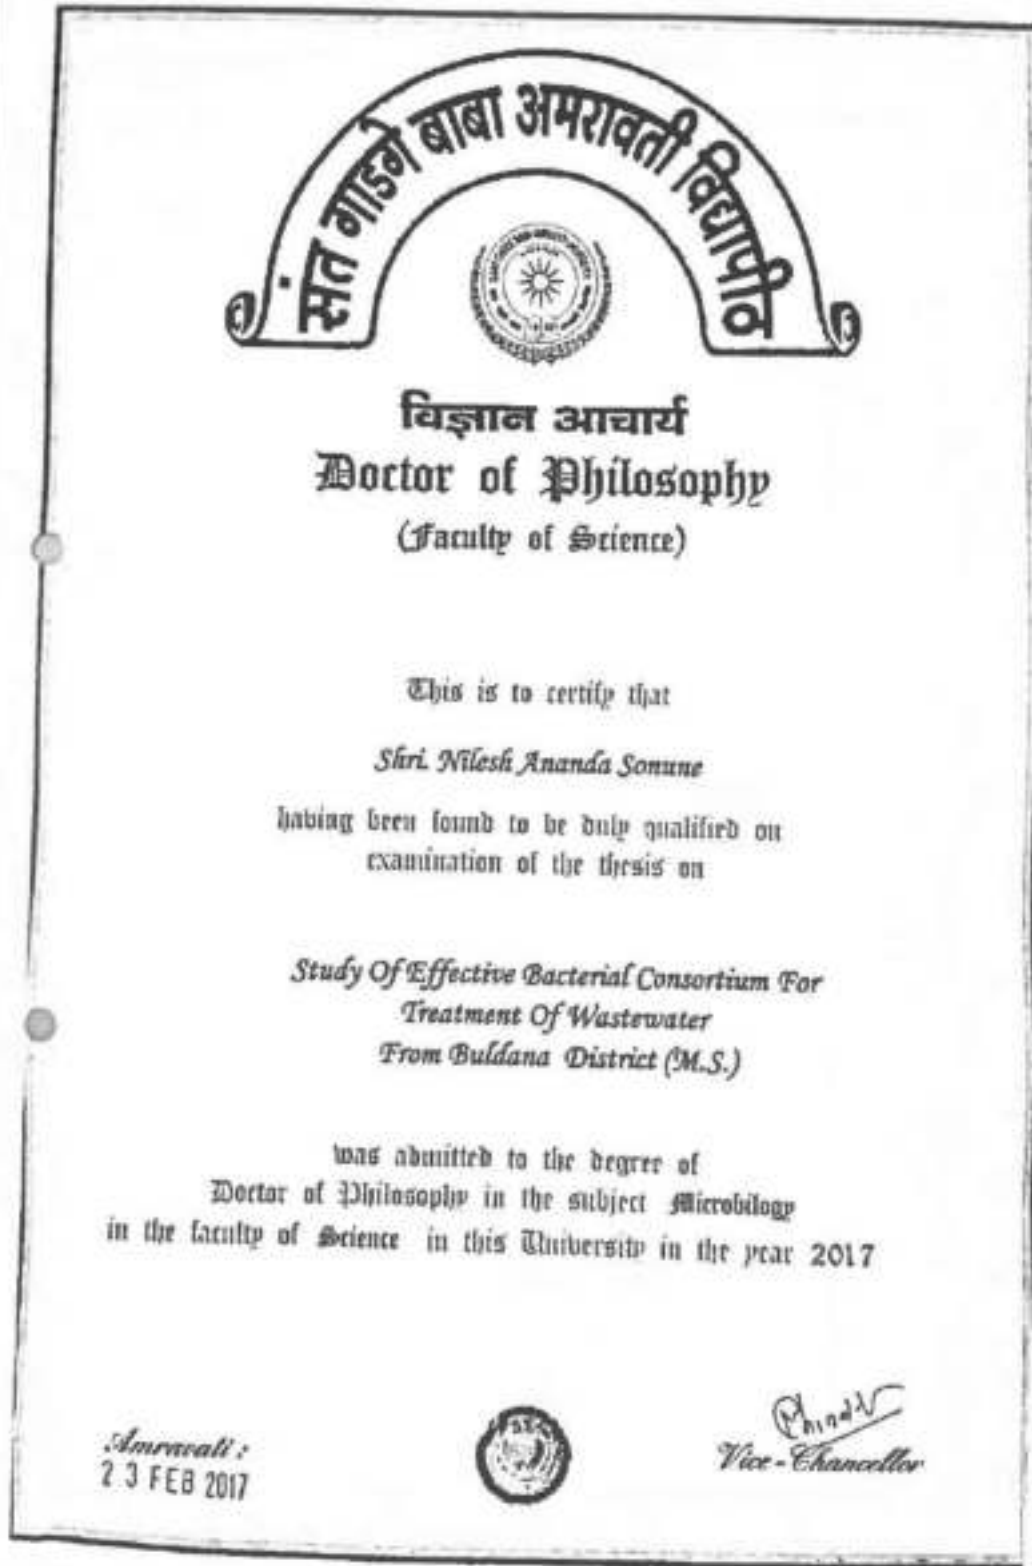 संत गाडगे बाबा अमरावती विद्यापीठ
विज्ञान आचार्य
Doctor of Philosophy
(Faculty of Science)
This is to certify that
Shri. Nilesh Ananda Sonune
having been found to be duly qualified on
examination of the thesis on
Study Of Effective Bacterial Consortium For
Treatment Of Wastewater
From Buldana District (M.S.)
was admitted to the degree of
Doctor of Philosophy in the subject Microbilogy
in the faculty of Science in this University in the year 2017
Amravati :
23 FEB 2017
Vice-Chancellor